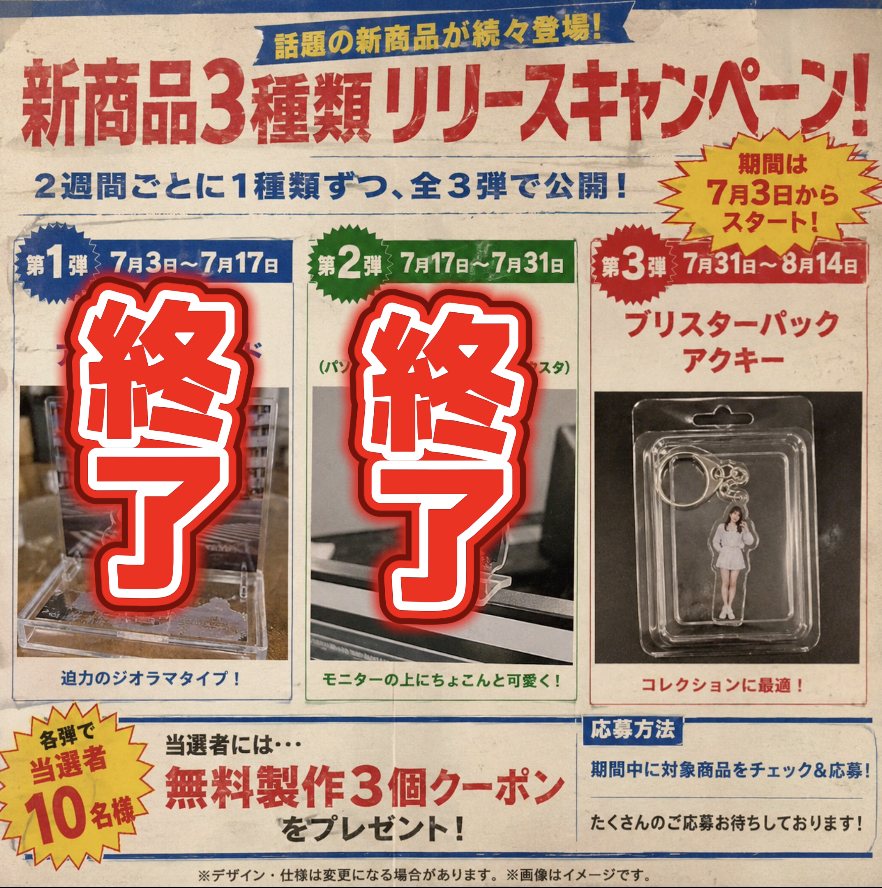 話題の新商品が続々登場!
新商品3種類 リリースキャンペーン!
2週間ごとに1種類ずつ、全3弾で公開!
期間は
7月3日から
スタート!
第1弾 7月3日〜7月17日
終了
迫力のジオラマタイプ!
第2弾 7月17日〜7月31日
終了
モニターの上にちょこんと可愛く!
第3弾 7月31日〜8月14日
ブリスターパック
アクキー
コレクションに最適!
各弾で
当選者
10名様
当選者には…
無料製作3個クーポン
をプレゼント!
応募方法
期間中に対象商品をチェック&応募!
たくさんのご応募お待ちしております!
※デザイン・仕様は変更になる場合があります。※画像はイメージです。